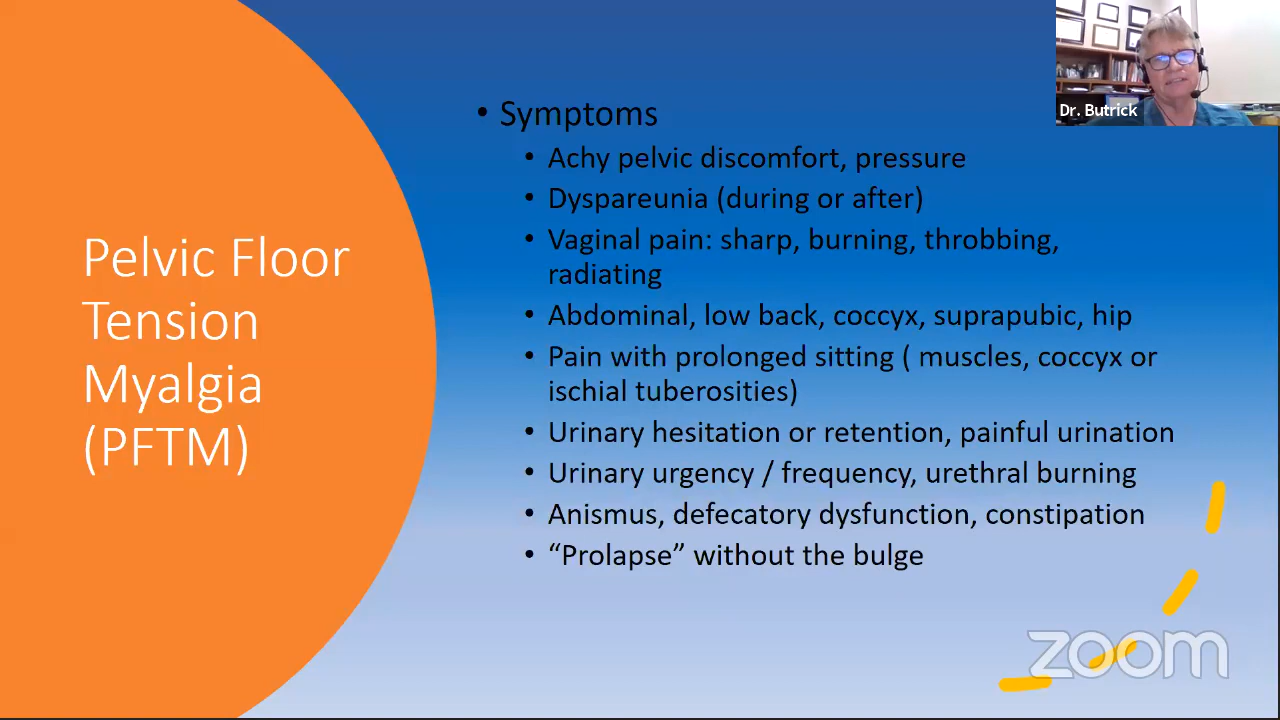 Dr. Butrick
Pelvic Floor
Tension
Myalgia
(PFTM)
• Symptoms
• Achy pelvic discomfort, pressure
• Dyspareunia (during or after)
• Vaginal pain: sharp, burning, throbbing,
radiating
• Abdominal, low back, coccyx, suprapubic, hip
• Pain with prolonged sitting ( muscles, coccyx or
ischial tuberosities)
• Urinary hesitation or retention, painful urination
• Urinary urgency / frequency, urethral burning
• Anismus, defecatory dysfunction, constipation
• “Prolapse” without the bulge
zoom